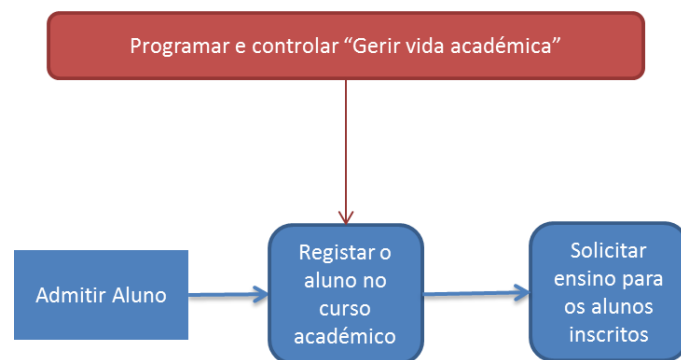 Programar e controlar “Gerir vida académica”
Admitir Aluno
Registar o
aluno no
curso
académico
Solicitar
ensino para
os alunos
inscritos